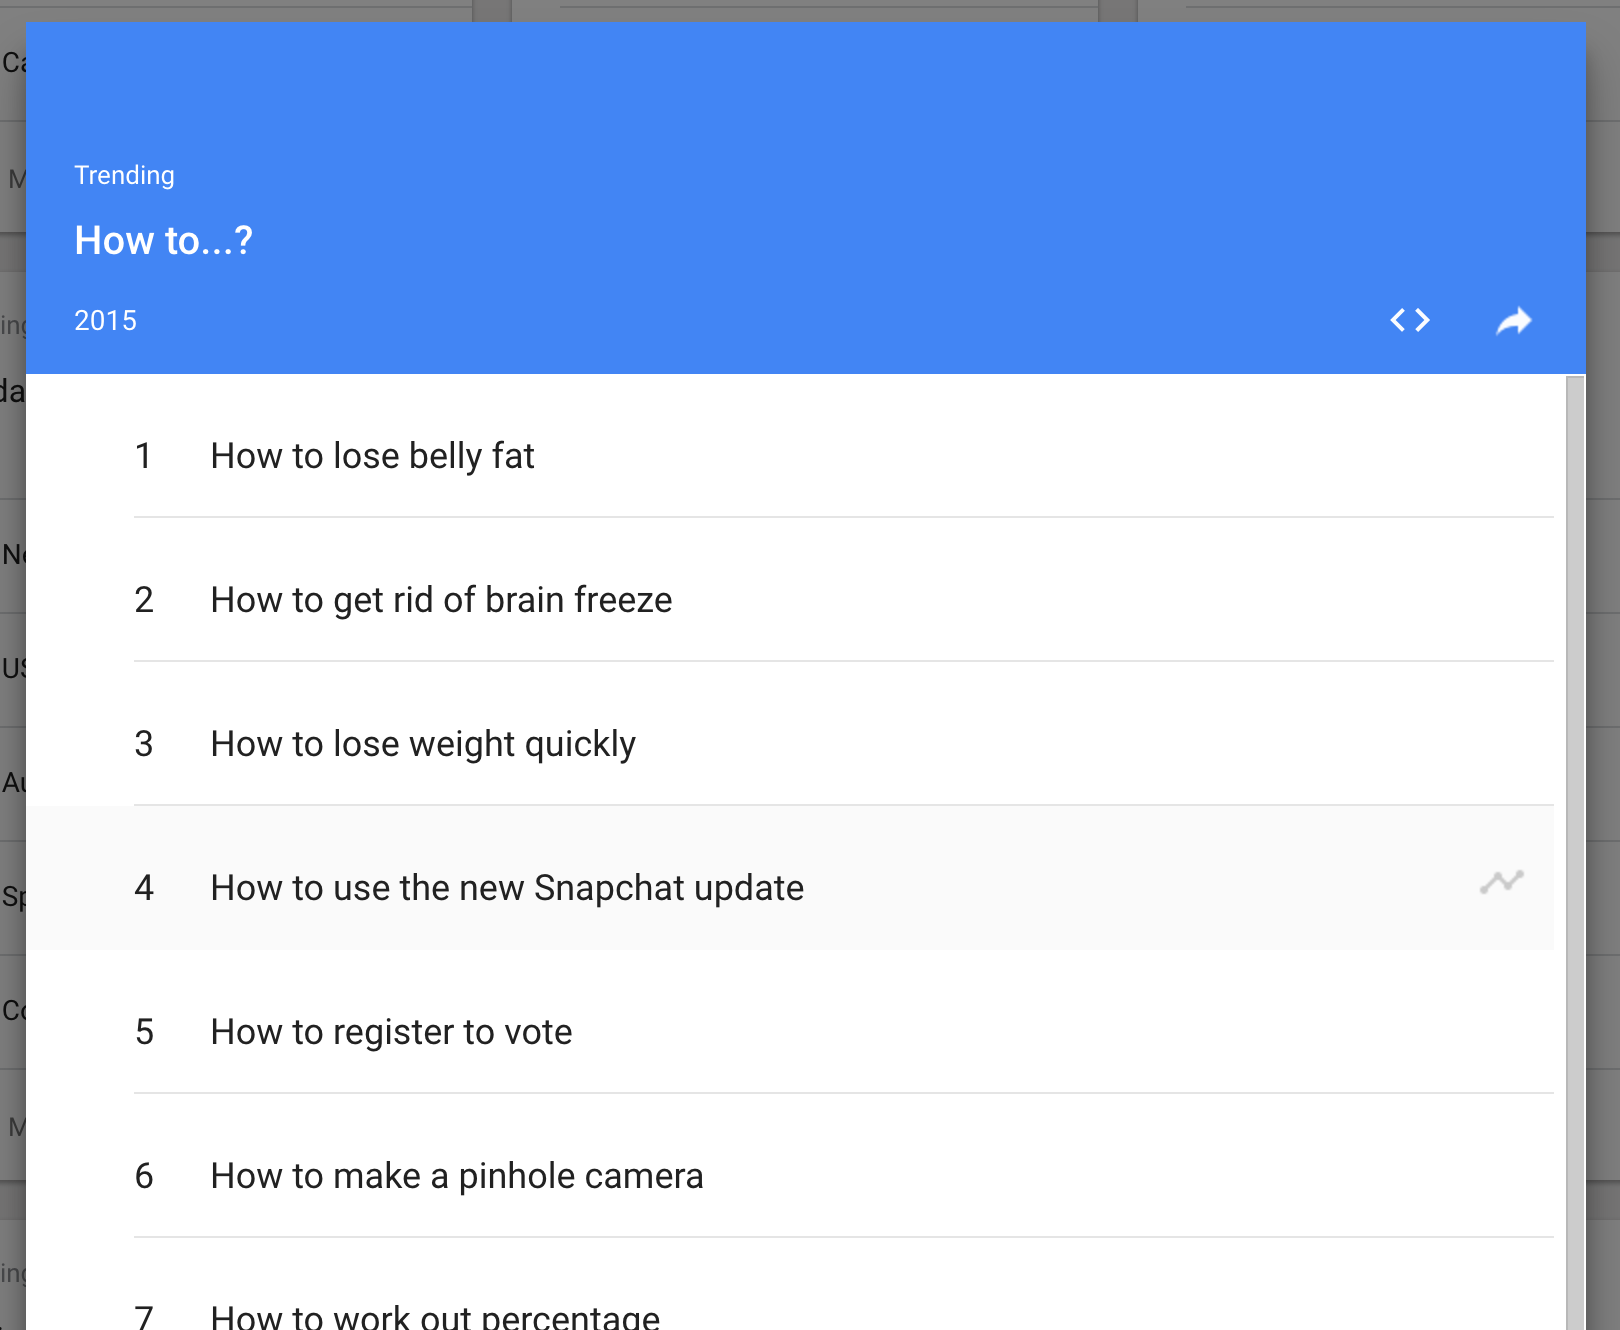 Trending
How to...?
2015
1 How to lose belly fat
2 How to get rid of brain freeze
3 How to lose weight quickly
4 How to use the new Snapchat update
5 How to register to vote
6 How to make a pinhole camera
7 How to work out percentage